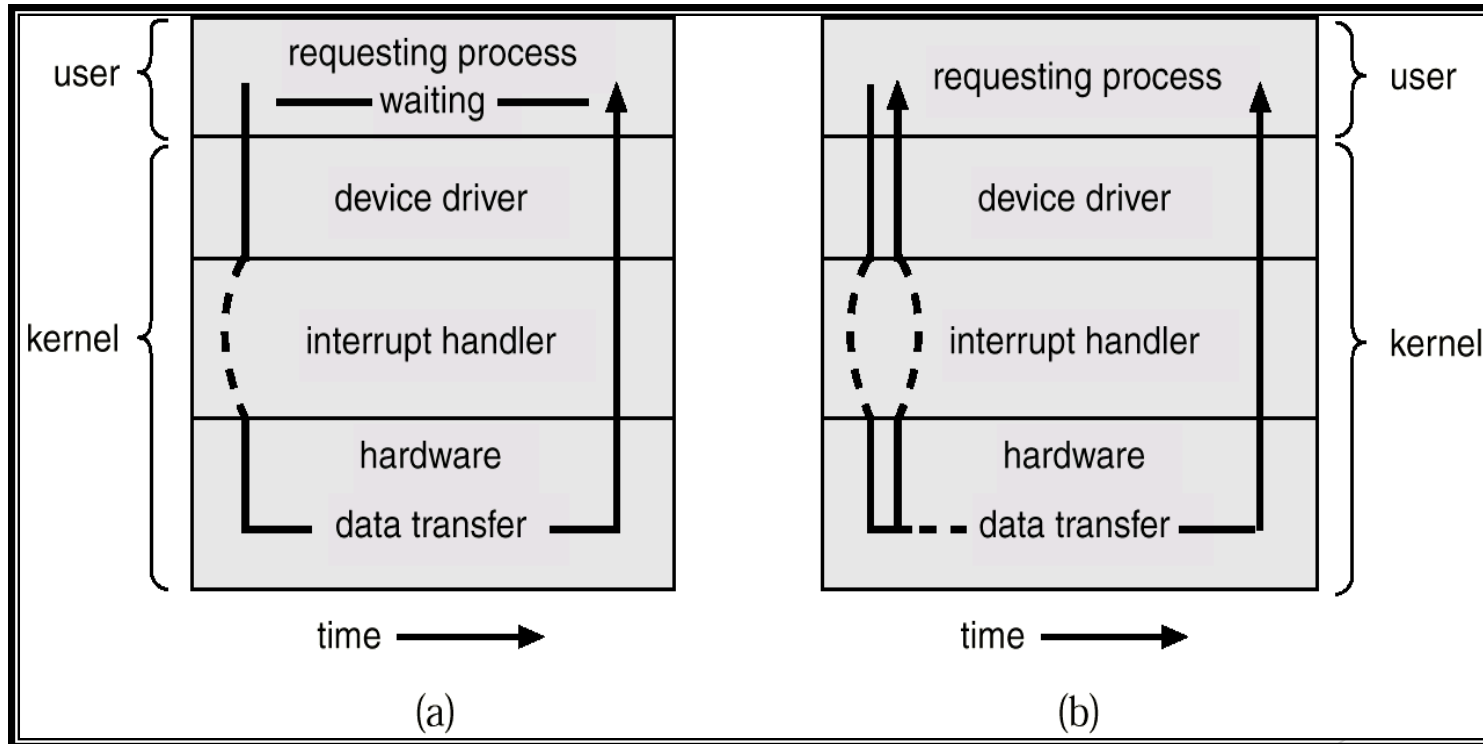 user
requesting process
waiting
device driver
kernel
interrupt handler
hardware
data transfer
time
(a)
requesting process
user
device driver
interrupt handler
kernel
hardware
data transfer
time
(b)